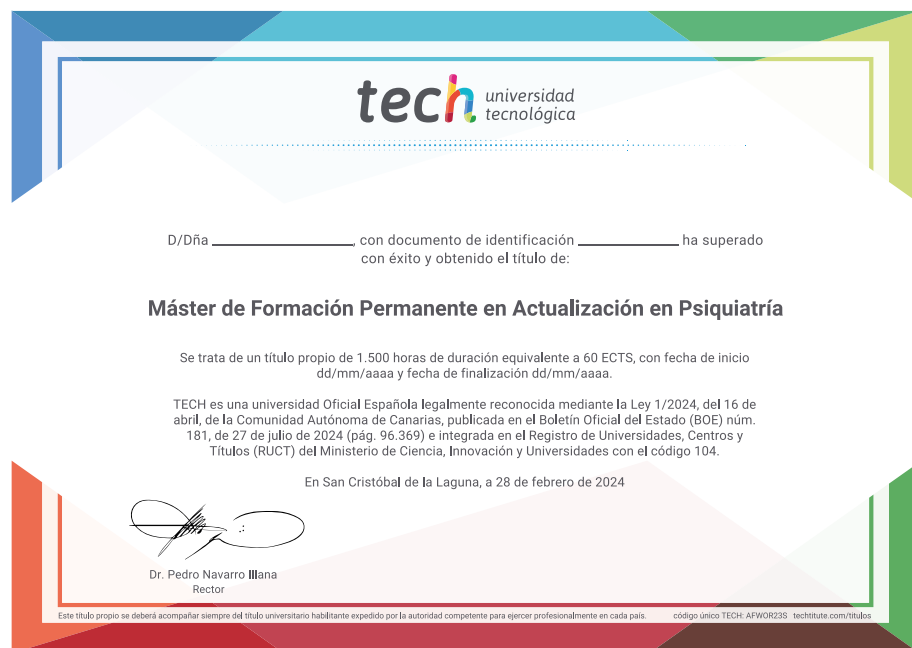 tech universidad
tecnológica
D/Dña ________________, con documento de identificación ____________ ha superado
con éxito y obtenido el título de:
Máster de Formación Permanente en Actualización en Psiquiatría
Se trata de un título propio de 1.500 horas de duración equivalente a 60 ECTS, con fecha de inicio
dd/mm/aaaa y fecha de finalización dd/mm/aaaa.
TECH es una universidad Oficial Española legalmente reconocida mediante la Ley 1/2024, del 16 de
abril, de la Comunidad Autónoma de Canarias, publicada en el Boletín Oficial del Estado (BOE) núm.
181, de 27 de julio de 2024 (pág. 96.369) e integrada en el Registro de Universidades, Centros y
Títulos (RUCT) del Ministerio de Ciencia, Innovación y Universidades con el código 104.
En San Cristóbal de la Laguna, a 28 de febrero de 2024
Dr. Pedro Navarro Illana
Rector
Este título propio se deberá acompañar siempre del título universitario habilitante expedido por la autoridad competente para ejercer profesionalmente en cada país. código único TECH: AFWOR23S techtitute.com/titulos